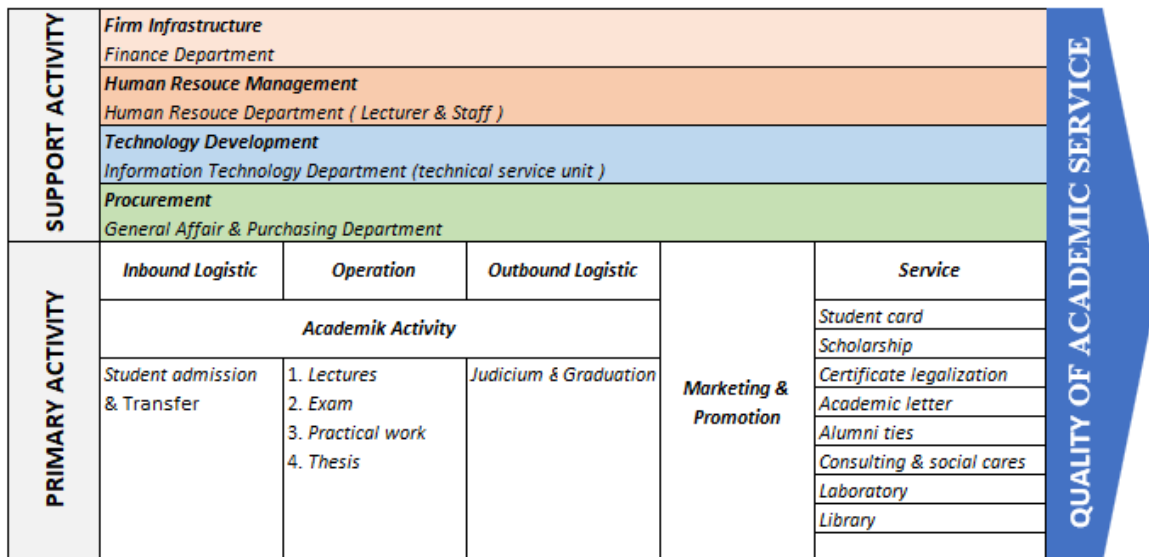 SUPPORT ACTIVITY
Firm Infrastructure
Finance Department
Human Resouce Management
Human Resouce Department ( Lecturer & Staff )
Technology Development
Information Technology Department (technical service unit )
Procurement
General Affair & Purchasing Department
PRIMARY ACTIVITY
Inbound Logistic
Operation
Outbound Logistic
Academik Activity
Student admission
& Transfer
1. Lectures
2. Exam
3. Practical work
4. Thesis
Judicium & Graduation
Marketing &
Promotion
Service
Student card
Scholarship
Certificate legalization
Academic letter
Alumni ties
Consulting & social cares
Laboratory
Library
QUALITY OF ACADEMIC SERVICE